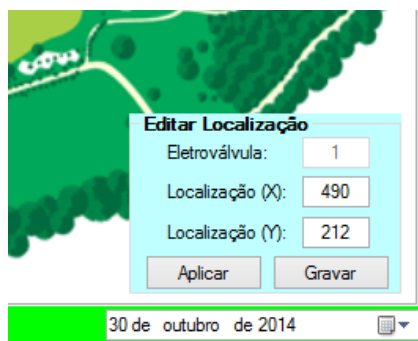 Editar Localização
Eletroválvula: 1
Localização (X): 490
Localização (Y): 212
Aplicar Gravar
30 de outubro de 2014